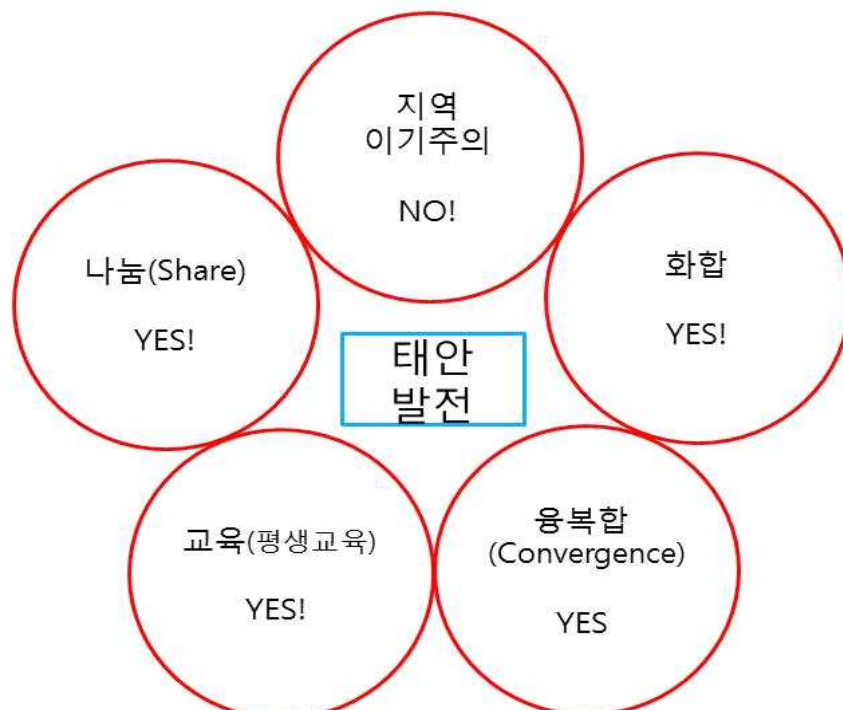 지역
이기주의
NO!
나눔(Share)
YES!
화합
YES!
태안
발전
교육(평생교육)
YES!
융복합
(Convergence)
YES